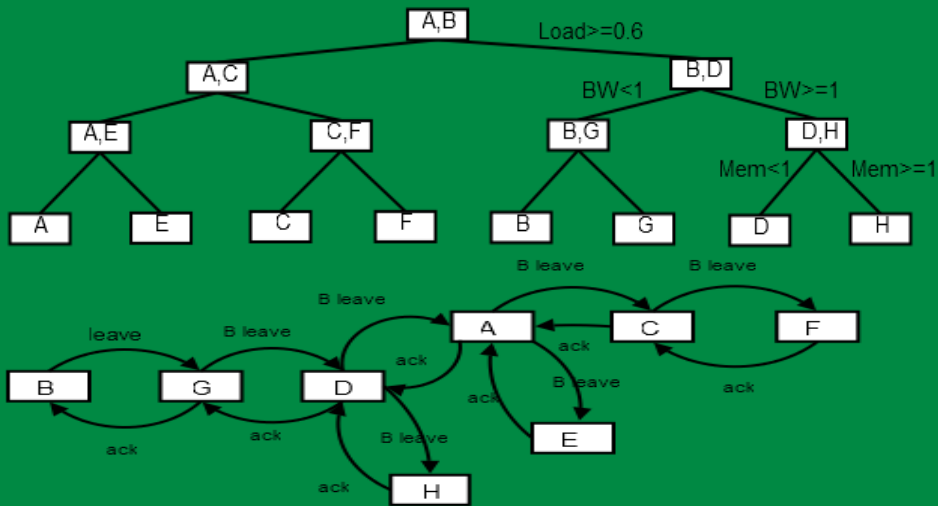 A,B
Load>=0.6
A,C
B,D
BW<1
BW>=1
A,E
C,F
B,G
D,H
Mem<1
Mem>=1
A
E
C
F
B
G
D
H
B leave
B leave
B leave
A
C
F
leave
B leave
ack
ack
B leave
ack
ack
B
G
D
E
ack
ack
B leave
ack
H